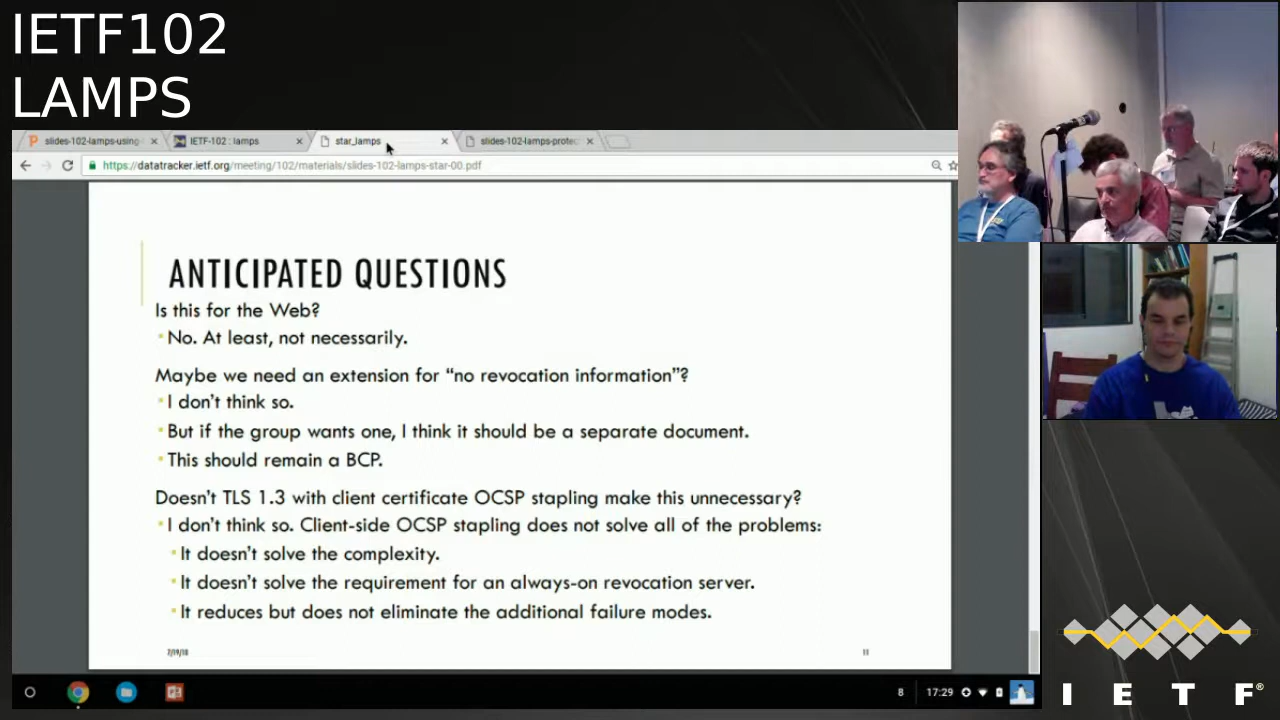 IETF102
LAMPS
slides-102-lamps-using-
IETF-102 : lamps
star_lamps
slides-102-lamps-protec
https://datatracker.ietf.org/meeting/102/materials/slides-102-lamps-star-00.pdf
ANTICIPATED QUESTIONS
Is this for the Web?
No. At least, not necessarily.
Maybe we need an extension for “no revocation information”?
I don’t think so.
But if the group wants one, I think it should be a separate document.
This should remain a BCP.
Doesn’t TLS 1.3 with client certificate OCSP stapling make this unnecessary?
I don’t think so. Client-side OCSP stapling does not solve all of the problems:
It doesn’t solve the complexity.
It doesn’t solve the requirement for an always-on revocation server.
It reduces but does not eliminate the additional failure modes.
7/19/18
11
8
17:29
I E T F®